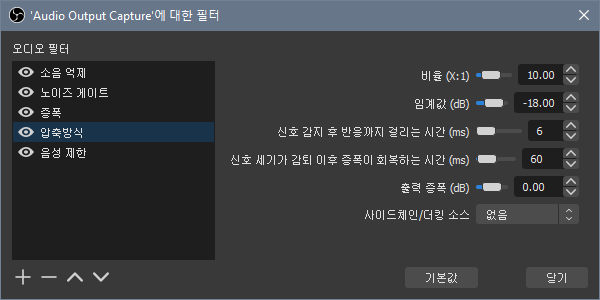 'Audio Output Capture'에 대한 필터
오디오 필터
소음 억제
노이즈 게이트
증폭
압축방식
음성 제한
비율 (X:1) 10.00
임계값 (dB) -18.00
신호 감지 후 반응까지 걸리는 시간 (ms) 6
신호 세기가 감퇴 이후 증폭이 회복하는 시간 (ms) 60
출력 증폭 (dB) 0.00
사이드체인/더킹 소스 없음
기본값 닫기